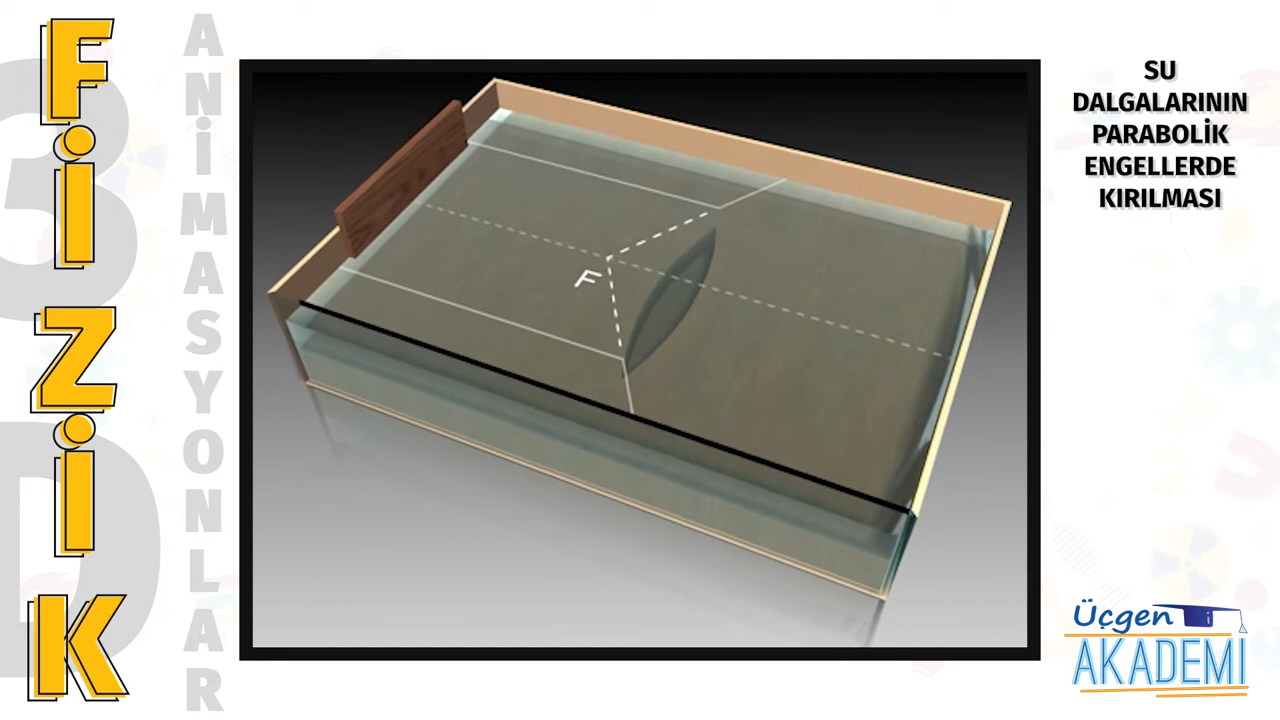 3D
FİZİK
ANİMASYONLAR
F
SU
DALGALARININ
PARABOLİK
ENGELLERDE
KIRILMASI
Üçgen
AKADEMİ